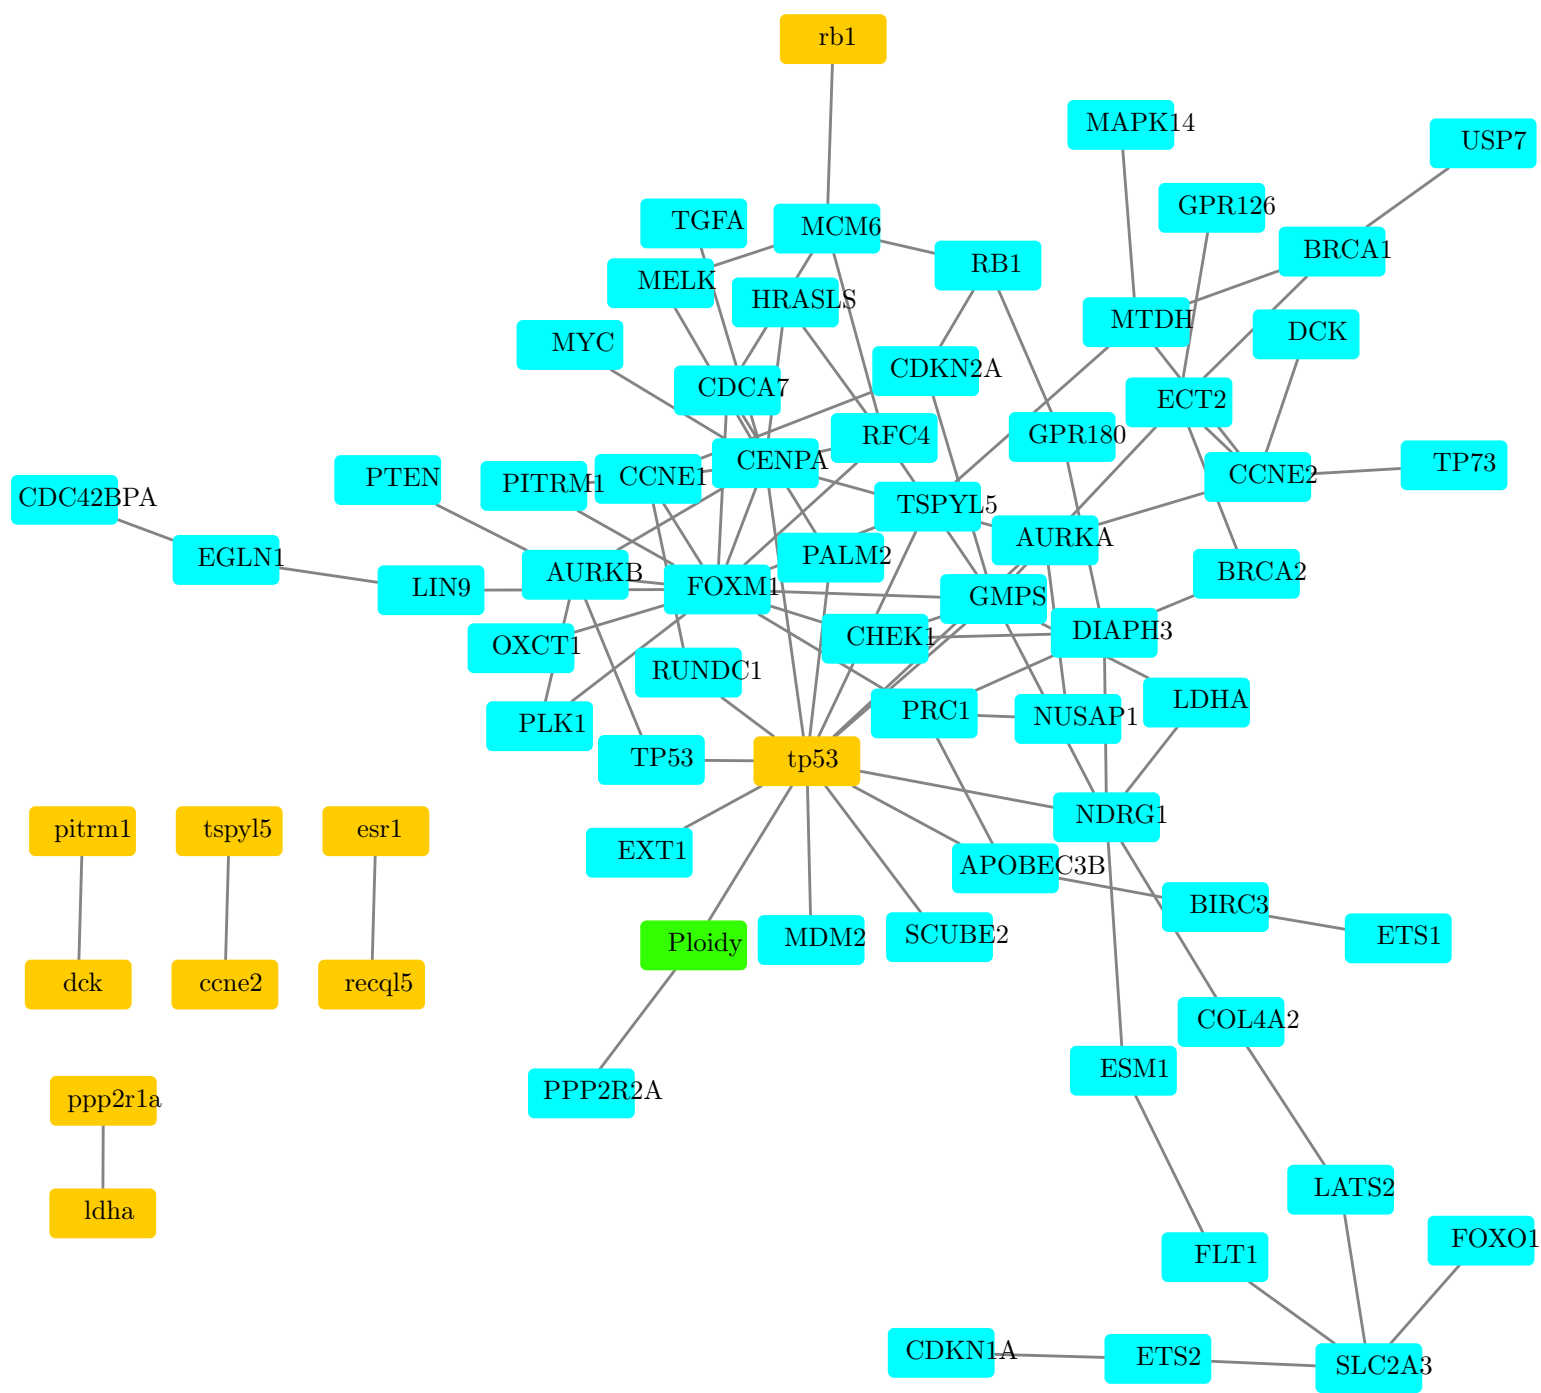 rb1
MAPK14
USP7
GPR126
TGFA
MCM6
BRCA1
RB1
MELK
HRASLS
MTDH
DCK
MYC
CDKN2A
CDCA7
ECT2
RFC4
GPR180
CENPA
TP73
CCNE1
CCNE2
PTEN
PITRM1
CDC42BPA
TSPYL5
AURKA
PALM2
EGLN1
BRCA2
AURKB
LIN9
FOXM1
GMPS
DIAPH3
CHEK1
OXCT1
RUNDC1
LDHA
PRC1
NUSAP1
PLK1
TP53
tp53
NDRG1
pitrm1
tspyl5
esr1
EXT1
APOBEC3B
BIRC3
Ploidy
MDM2
SCUBE2
ETS1
dck
ccne2
recql5
COL4A2
ESM1
PPP2R2A
ppp2r1a
LATS2
ldha
FOXO1
FLT1
CDKN1A
ETS2
SLC2A3